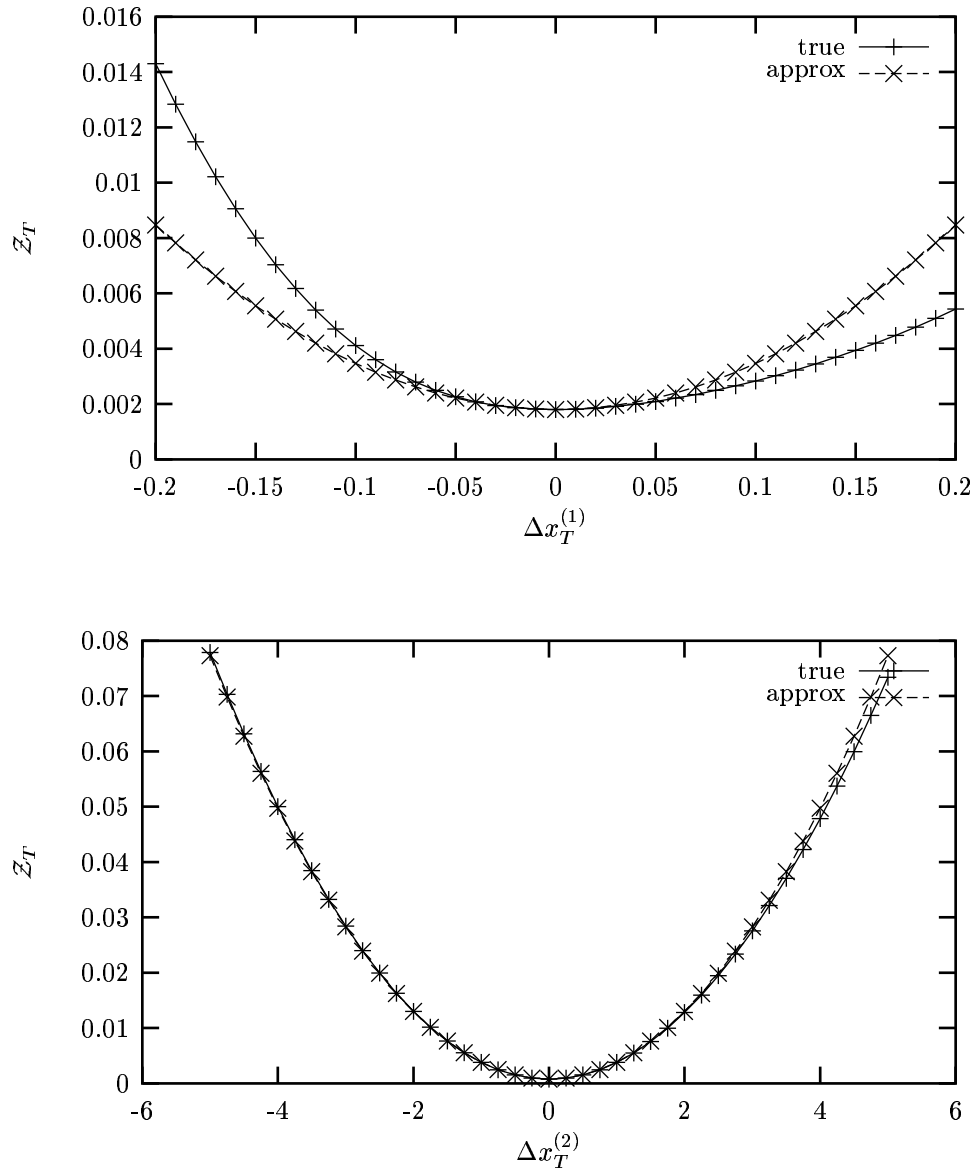 0.016
0.014
0.012
0.01
0.008
0.006
0.004
0.002
0
𝒵_T
true
approx
-0.2 -0.15 -0.1 -0.05 0 0.05 0.1 0.15 0.2
Δx_T^{(1)}
0.08
0.07
0.06
0.05
0.04
0.03
0.02
0.01
0
𝒵_T
true
approx
-6 -4 -2 0 2 4 6
Δx_T^{(2)}